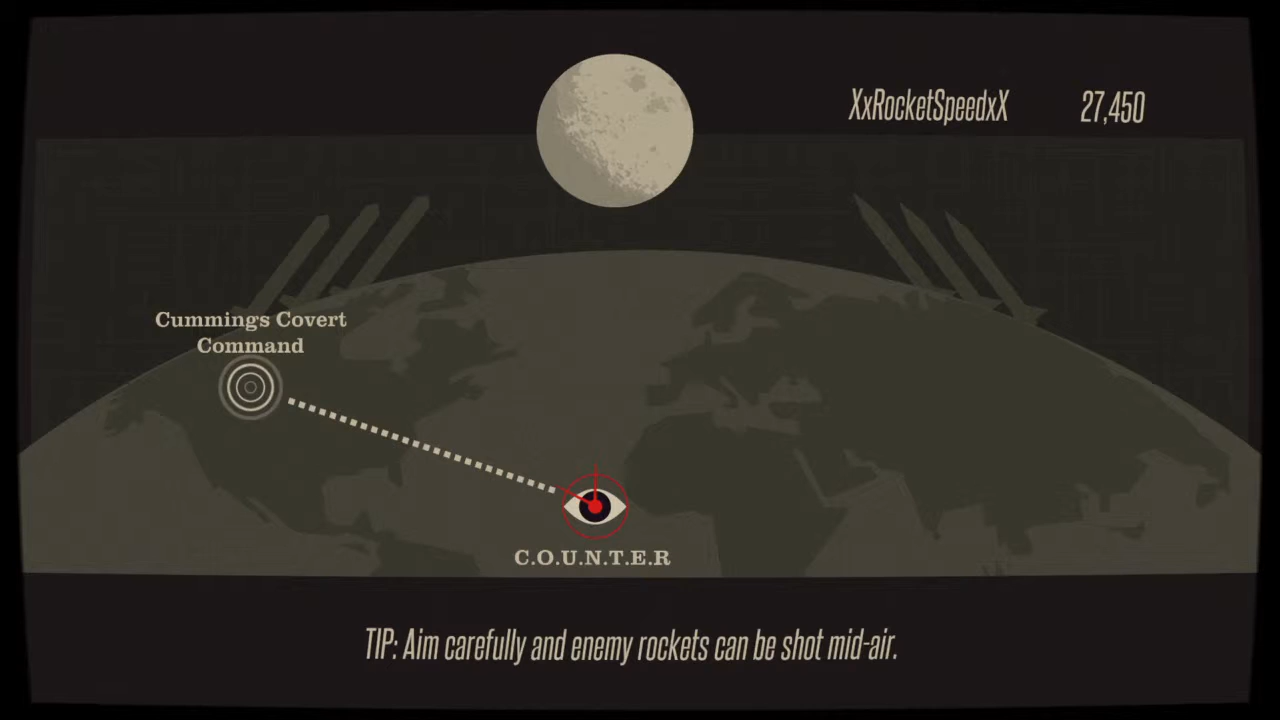 XxRocketSpeedxX 27,450
Cummings Covert
Command
C.O.U.N.T.E.R
TIP: Aim carefully and enemy rockets can be shot mid-air.